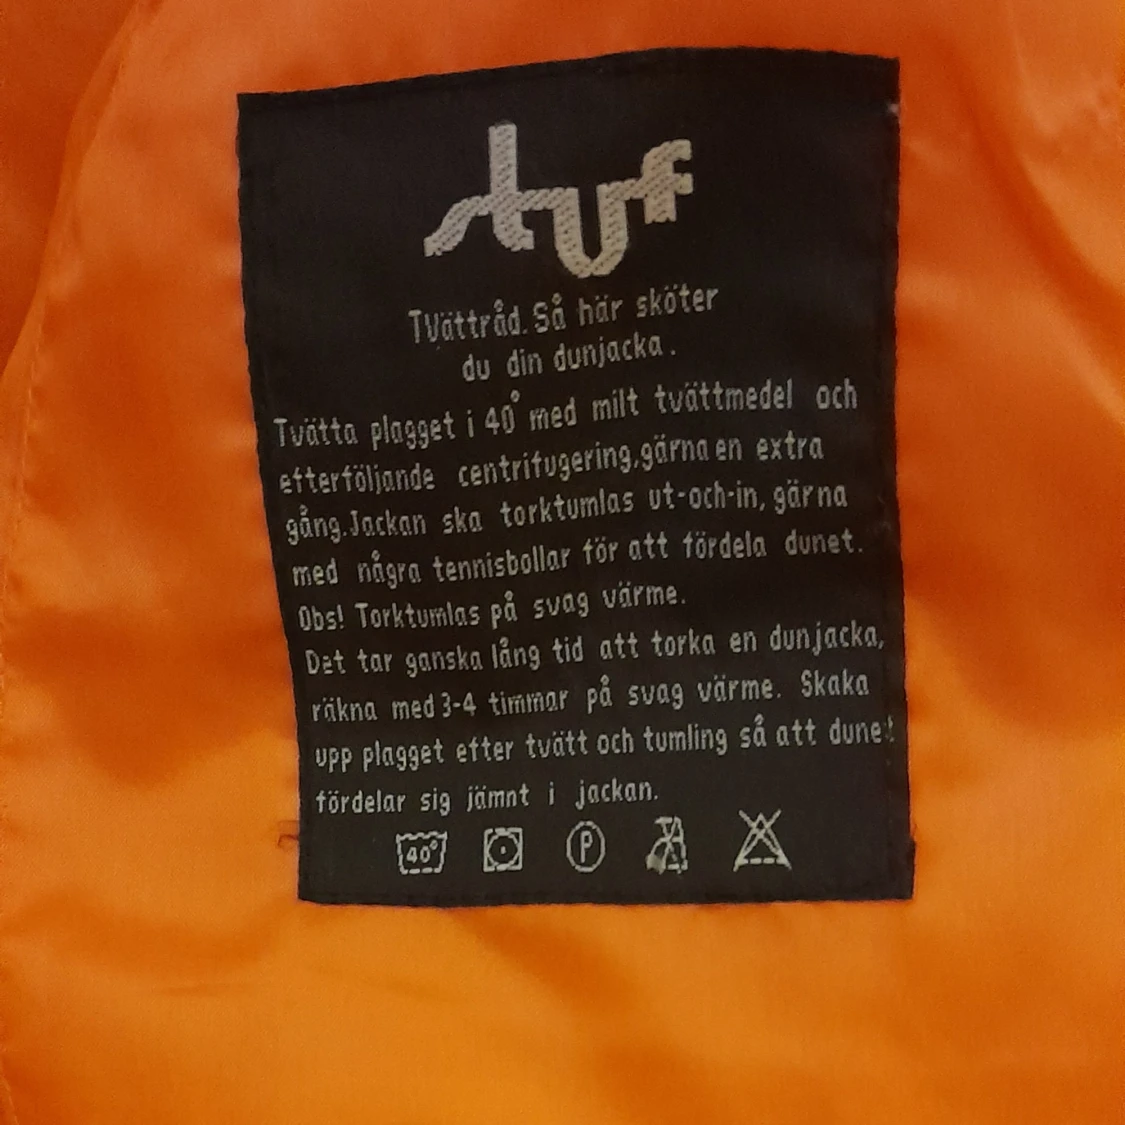 stuf
Tvättråd. Så här sköter
du din dunjacka.
Tvätta plagget i 40° med milt tvättmedel och
efterföljande centrifugering, gärna en extra
gång. Jackan ska torktumlas ut-och-in, gärna
med några tennisbollar för att fördela dunet.
Obs! Torktumlas på svag värme.
Det tar ganska lång tid att torka en dunjacka,
räkna med 3-4 timmar på svag värme. Skaka
upp plagget efter tvätt och tumling så att dunet
fördelar sig jämnt i jackan.
40° P